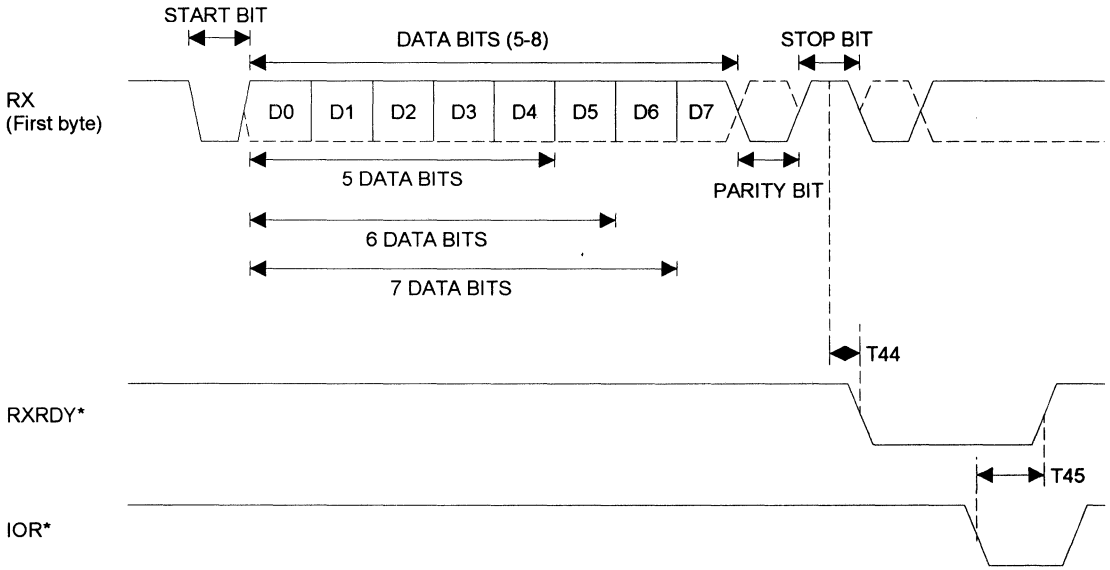 START BIT
DATA BITS (5-8)
STOP BIT
RX
(First byte)
D0 D1 D2 D3 D4 D5 D6 D7
5 DATA BITS
PARITY BIT
6 DATA BITS
7 DATA BITS
T44
RXRDY*
T45
IOR*